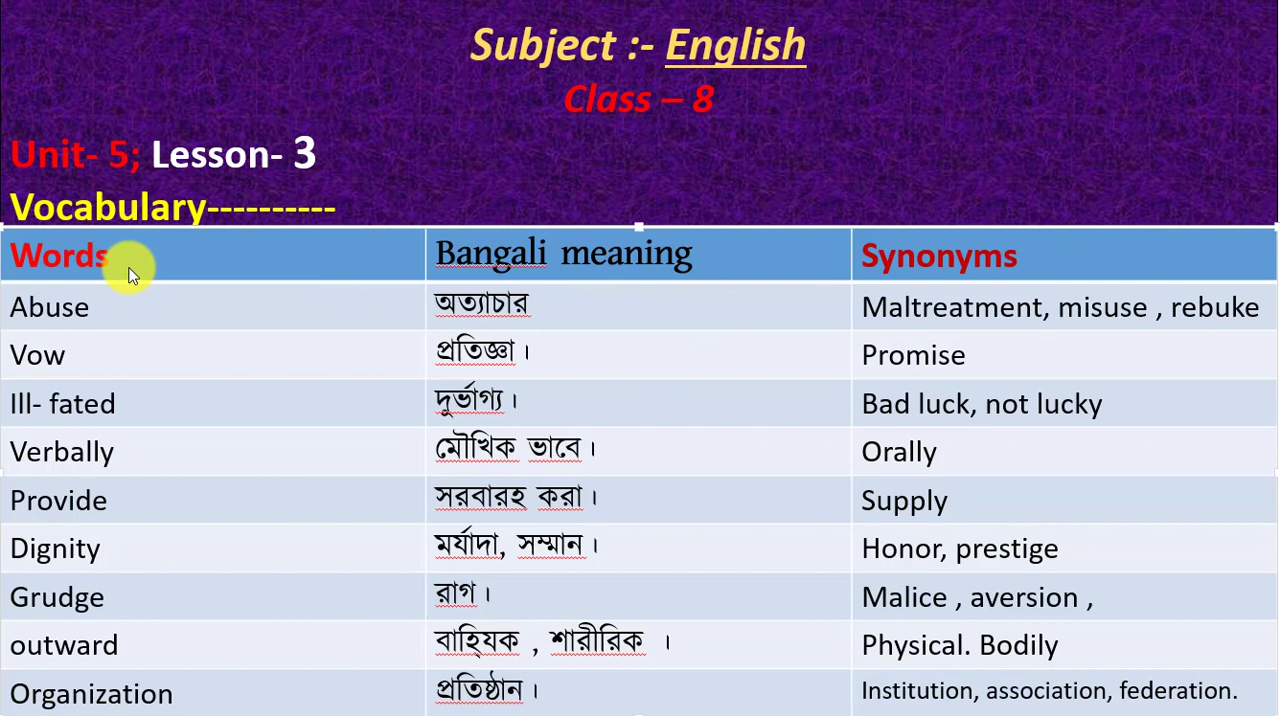 Subject :- English
Class – 8
Unit- 5; Lesson- 3
Vocabulary----------
Words Bangali meaning Synonyms
Abuse অত্যাচার Maltreatment, misuse , rebuke
Vow প্রতিজ্ঞা। Promise
Ill- fated দুর্ভাগ্য। Bad luck, not lucky
Verbally মৌখিক ভাবে। Orally
Provide সরবারহ করা। Supply
Dignity মর্যাদা, সম্মান। Honor, prestige
Grudge রাগ। Malice , aversion ,
outward বাহি্যক , শারীরিক । Physical. Bodily
Organization প্রতিষ্ঠান। Institution, association, federation.